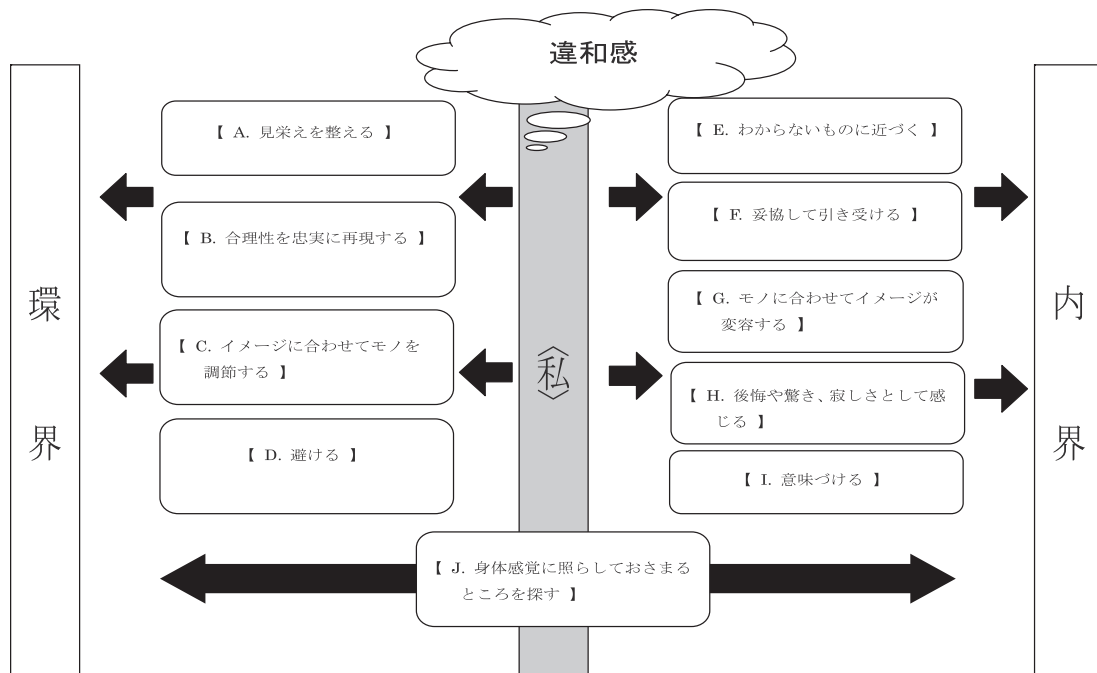 違和感
環界
【 A. 見栄えを整える 】
【 B. 合理性を忠実に再現する 】
【 C. イメージに合わせてモノを
調節する 】
【 D. 避ける 】
〈私〉
【 E. わからないものに近づく 】
【 F. 妥協して引き受ける 】
【 G. モノに合わせてイメージが
変容する 】
【 H. 後悔や驚き、寂しさとして感
じる 】
【 I. 意味づける 】
内界
【 J. 身体感覚に照らしておさまる
ところを探す 】